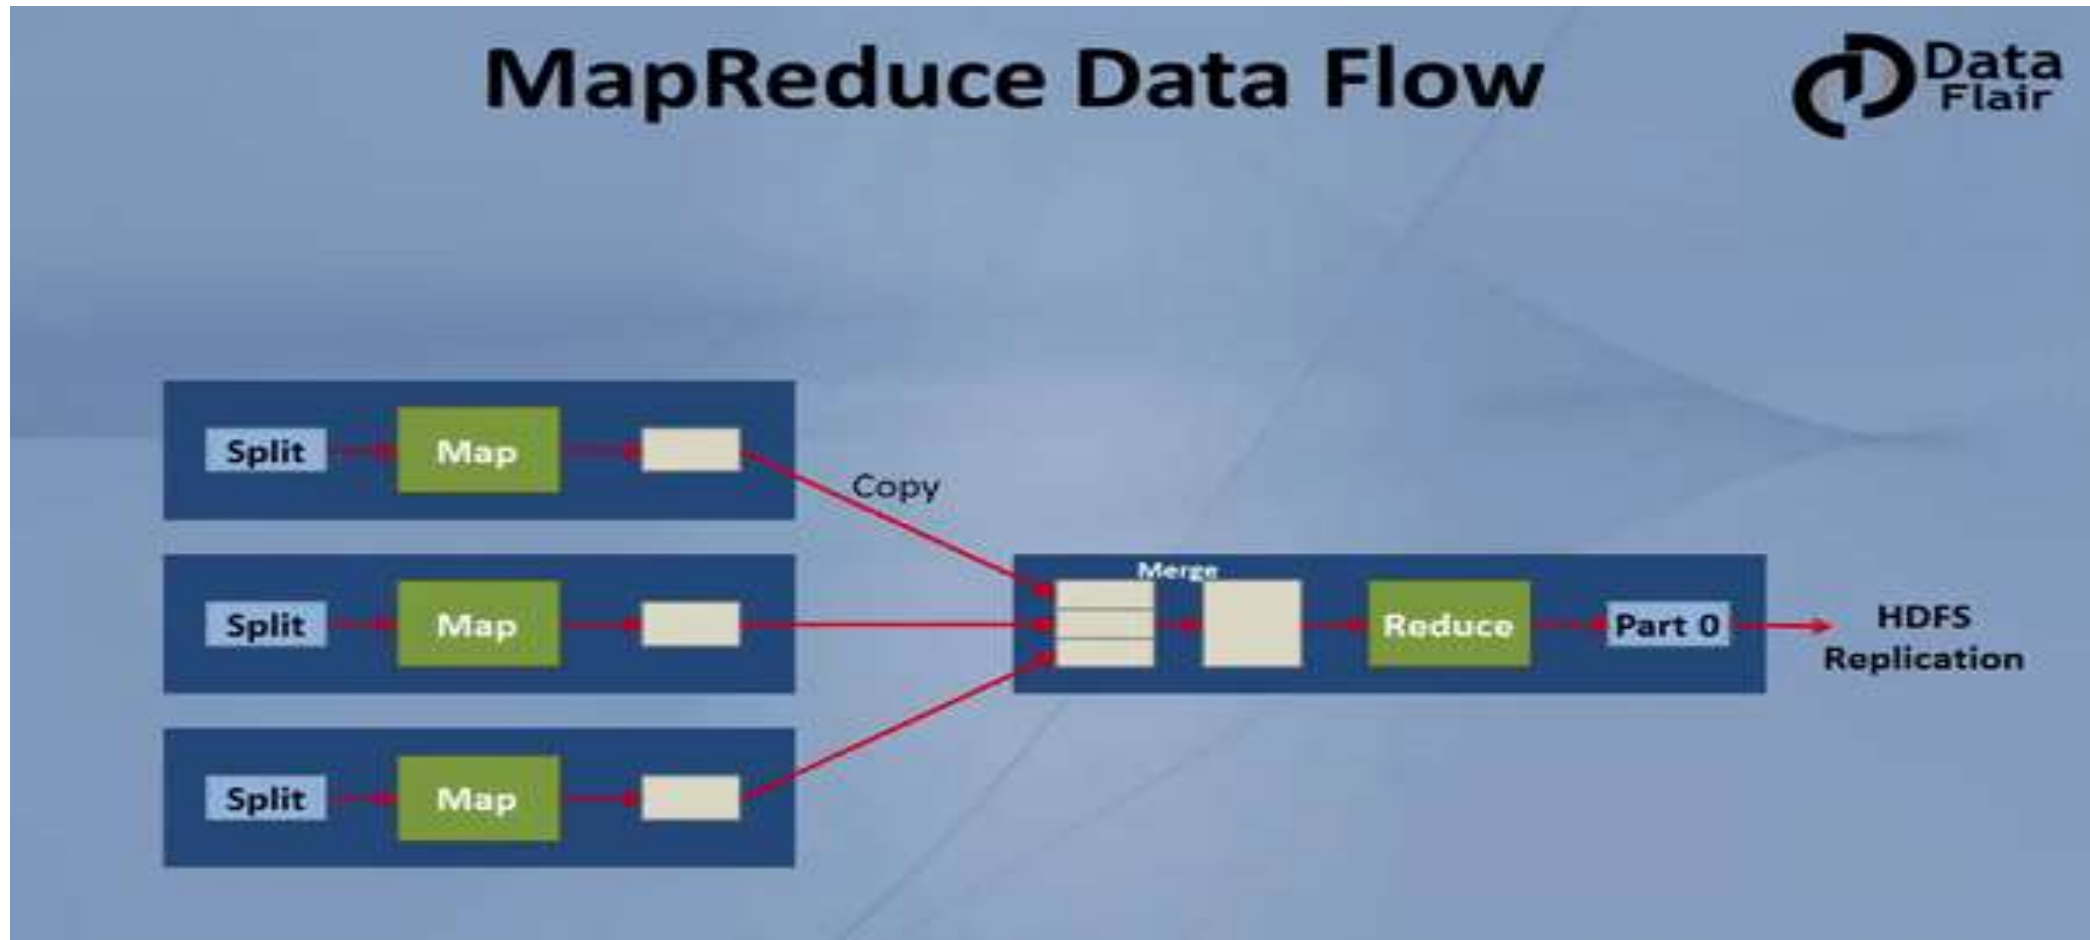 MapReduce Data Flow
Data
Flair
Split
Map
Copy
Split
Map
Merge
Reduce
Part 0
HDFS
Replication
Split
Map